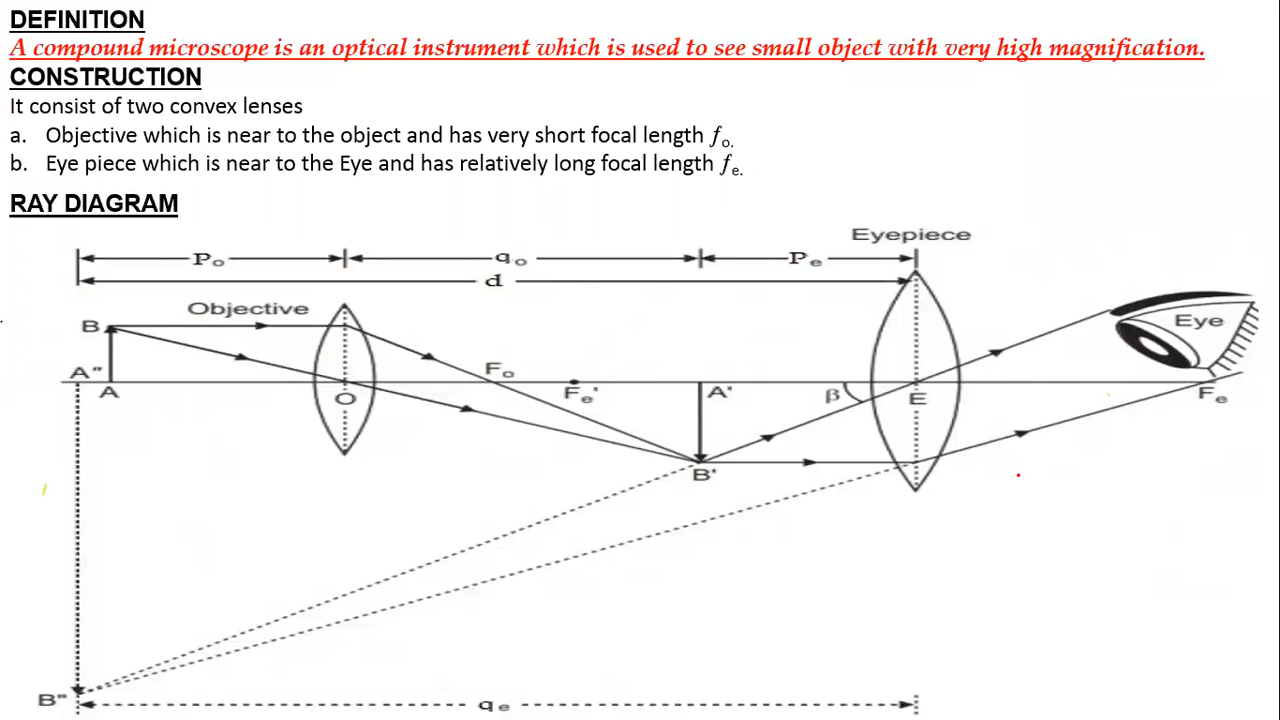 DEFINITION
A compound microscope is an optical instrument which is used to see small object with very high magnification.
CONSTRUCTION
It consist of two convex lenses
a. Objective which is near to the object and has very short focal length fo.
b. Eye piece which is near to the Eye and has relatively long focal length fe.
RAY DIAGRAM
Eyepiece
Po qo Pe
d
Objective
B
Eye
A" Fo
A O Fe' A' β E Fe
B'
B"
qe